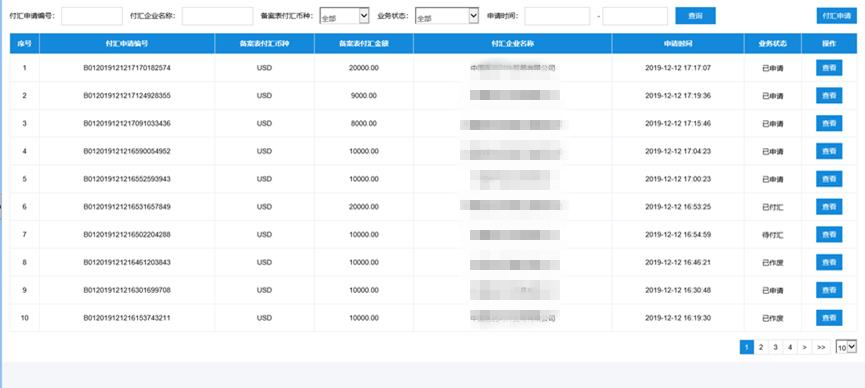 付汇申请编号: 付汇企业名称: 备案表付汇币种: 全部 业务状态: 全部 申请时间: - 查询 付汇申请
序号 付汇申请编号 备案表付汇币种 备案表付汇金额 付汇企业名称 申请时间 业务状态 操作
1 B0120191212171701825​74 USD 20000.00 2019-12-12 17:17:07 已申请 查看
2 B012019121217124928355 USD 9000.00 2019-12-12 17:19:36 已申请 查看
3 B012019121217091033436 USD 8000.00 2019-12-12 17:15:46 已申请 查看
4 B012019121216590054952 USD 10000.00 2019-12-12 17:04:23 已申请 查看
5 B012019121216552593943 USD 10000.00 2019-12-12 17:00:23 已申请 查看
6 B012019121216531657849 USD 20000.00 2019-12-12 16:53:25 已付汇 查看
7 B012019121216502204288 USD 10000.00 2019-12-12 16:54:59 待付汇 查看
8 B012019121216461203843 USD 10000.00 2019-12-12 16:46:21 已作废 查看
9 B012019121216301699708 USD 10000.00 2019-12-12 16:30:48 已申请 查看
10 B012019121216153743211 USD 10000.00 2019-12-12 16:19:30 已作废 查看
1 2 3 4 > >> 10